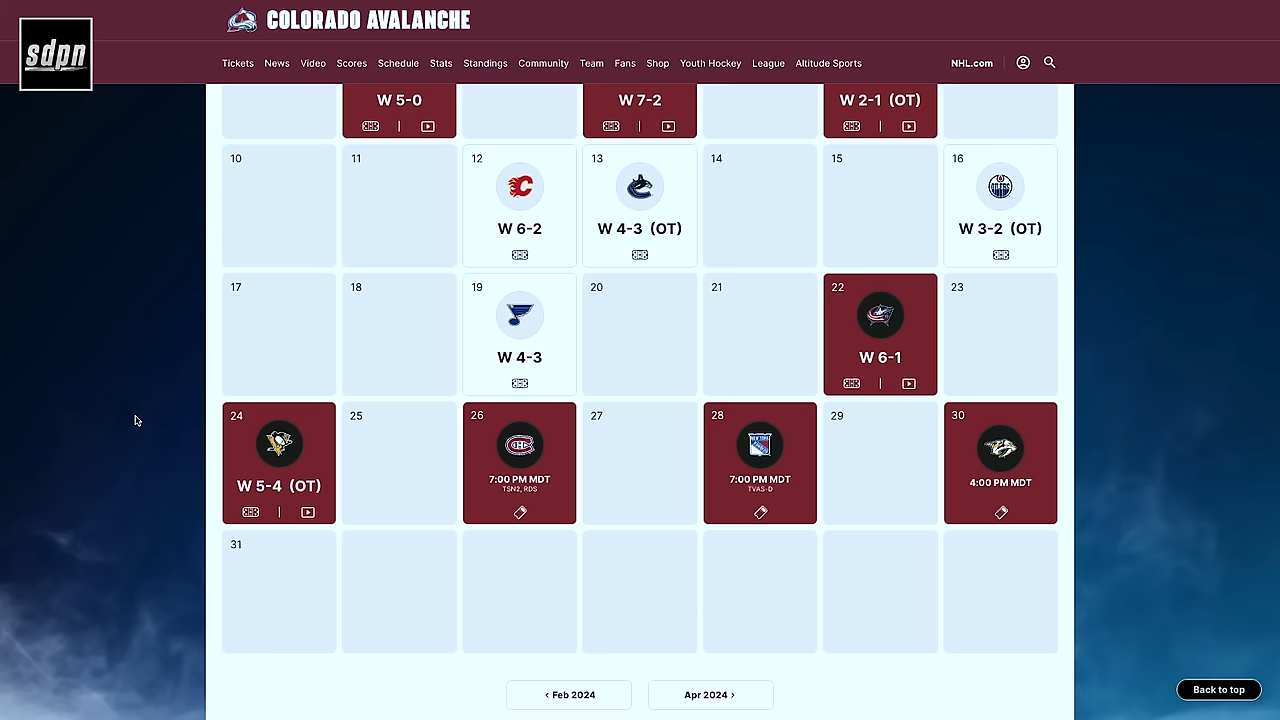 COLORADO AVALANCHE
sdpn
Tickets News Video Scores Schedule Stats Standings Community Team Fans Shop Youth Hockey League Altitude Sports NHL.com
W 5-0 W 7-2 W 2-1 (OT)
10 11 12 13 14 15 16
W 6-2 W 4-3 (OT) W 3-2 (OT)
17 18 19 20 21 22 23
W 4-3 W 6-1
24 25 26 27 28 29 30
NEW YORK
W 5-4 (OT) 7:00 PM MDT 7:00 PM MDT 4:00 PM MDT
TSN2, RDS TVAS-D
31
‹ Feb 2024 Apr 2024 ›
Back to top